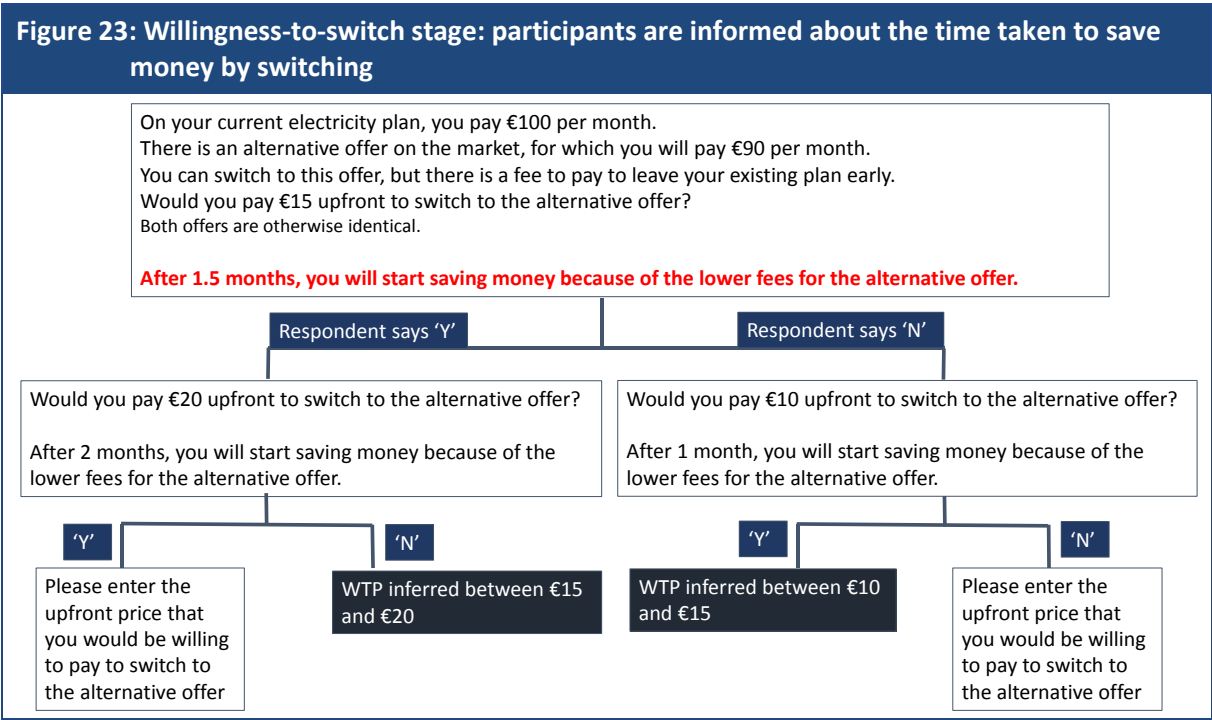 Figure 23: Willingness-to-switch stage: participants are informed about the time taken to save
money by switching
On your current electricity plan, you pay €100 per month.
There is an alternative offer on the market, for which you will pay €90 per month.
You can switch to this offer, but there is a fee to pay to leave your existing plan early.
Would you pay €15 upfront to switch to the alternative offer?
Both offers are otherwise identical.
After 1.5 months, you will start saving money because of the lower fees for the alternative offer.
Respondent says ‘Y’
Respondent says ‘N’
Would you pay €20 upfront to switch to the alternative offer?
After 2 months, you will start saving money because of the
lower fees for the alternative offer.
Would you pay €10 upfront to switch to the alternative offer?
After 1 month, you will start saving money because of the
lower fees for the alternative offer.
‘Y’
‘N’
‘Y’
‘N’
Please enter the
upfront price that
you would be willing
to pay to switch to
the alternative offer
WTP inferred between €15
and €20
WTP inferred between €10
and €15
Please enter the
upfront price that
you would be willing
to pay to switch to
the alternative offer